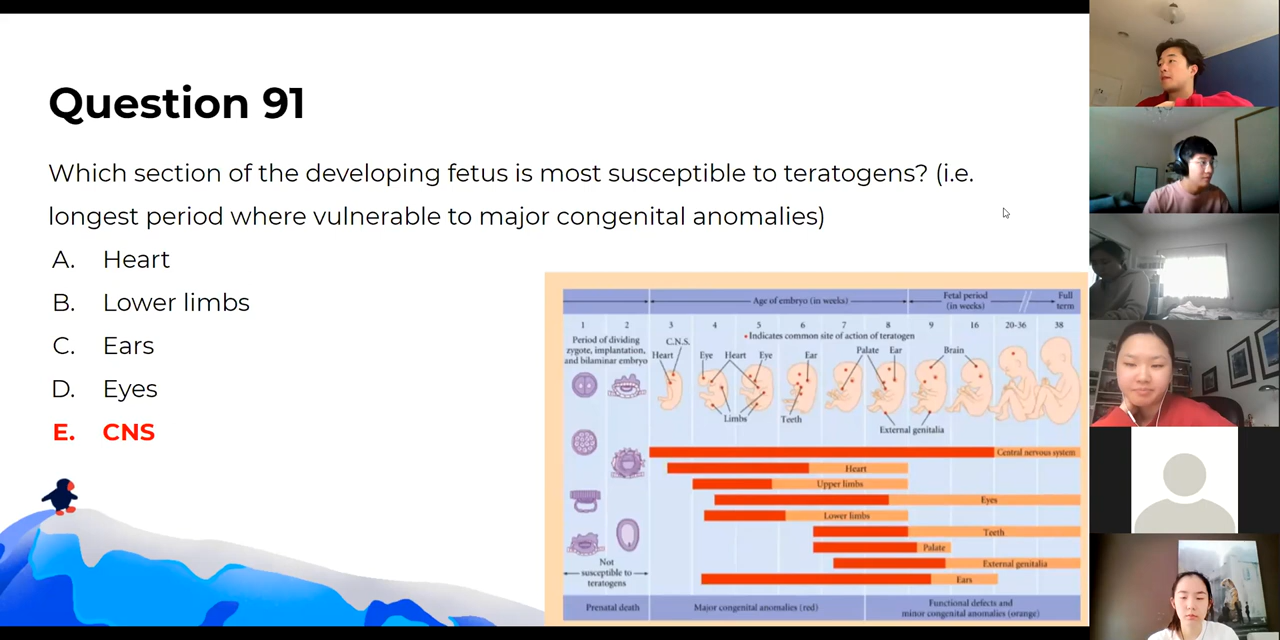 Question 91
Which section of the developing fetus is most susceptible to teratogens? (i.e.
longest period where vulnerable to major congenital anomalies)
A. Heart
B. Lower limbs
C. Ears
D. Eyes
E. CNS
Age of embryo (in weeks)
Fetal period
(in weeks)
Full
term
1 2 3 4 5 6 7 8 9 16 20-36 38
Period of dividing
zygote, implantation,
and bilaminar embryo
•Indicates common site of action of teratogen
C.N.S.
Heart
Eye Heart Eye
Ear
Palate Ear
Brain
Limbs
Teeth
External genitalia
Central nervous system
Heart
Upper limbs
Eyes
Lower limbs
Teeth
Palate
External genitalia
Ears
Not
susceptible to
teratogens
Prenatal death
Major congenital anomalies (red)
Functional defects and
minor congenital anomalies (orange)